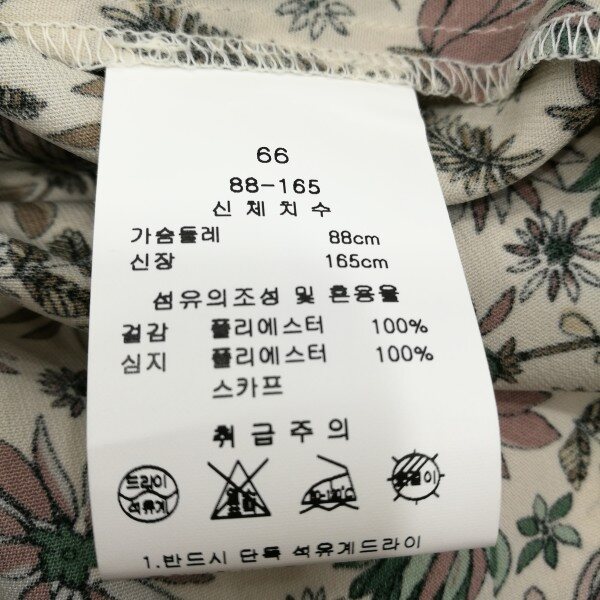 66
88-165
신체치수
가슴둘레 88cm
신장 165cm
섬유의조성 및 혼용율
겉감 폴리에스터 100%
심지 폴리에스터 100%
스카프
취급주의
드라이
석유계
1.반드시 단독 석유계드라이